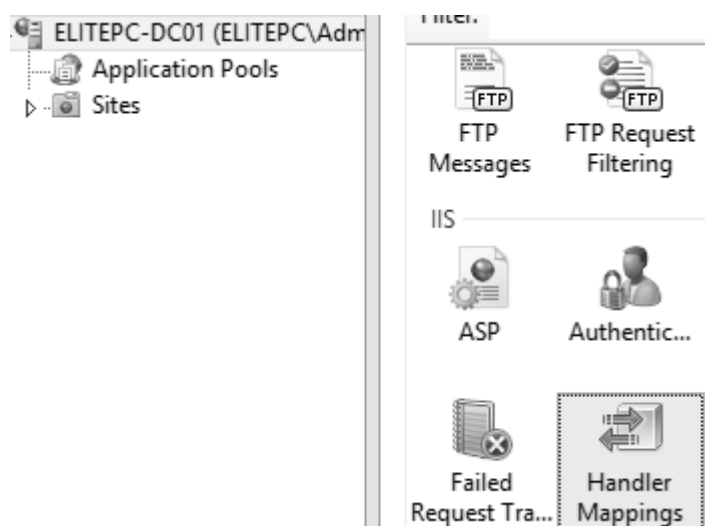 ELITEPC-DC01 (ELITEPC\Adm
Application Pools
Sites
Filter:
FTP
FTP
FTP
Messages
FTP Request
Filtering
IIS
ASP
Authentic...
Failed
Request Tra...
Handler
Mappings